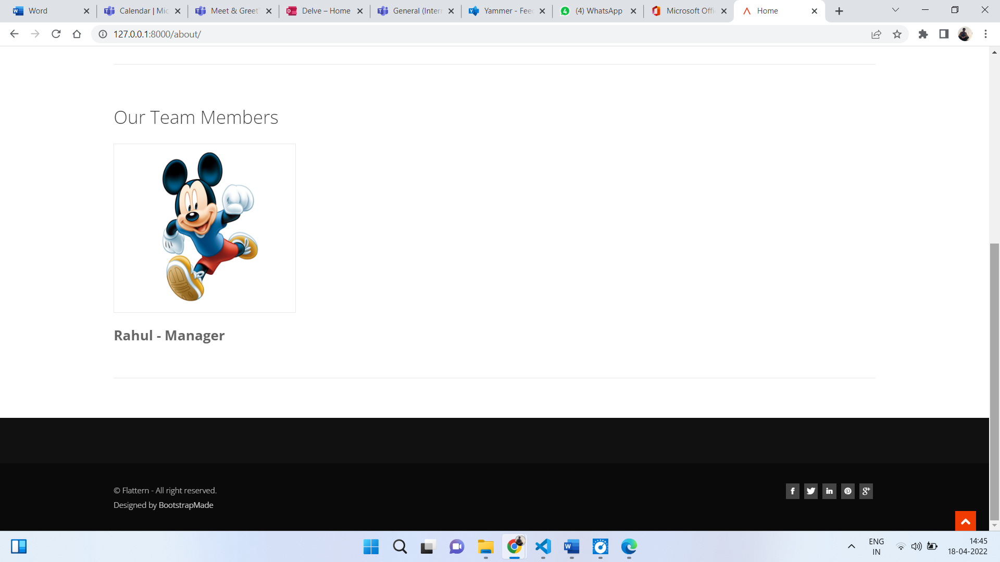 Word
Calendar | Mic
Meet & Greet
Delve – Home
General (Intern
Yammer - Feed
(4) WhatsApp
Microsoft Offi
Home
127.0.0.1:8000/about/
Our Team Members
Rahul - Manager
© Flattern - All right reserved.
Designed by BootstrapMade
ENG
IN
14:45
18-04-2022